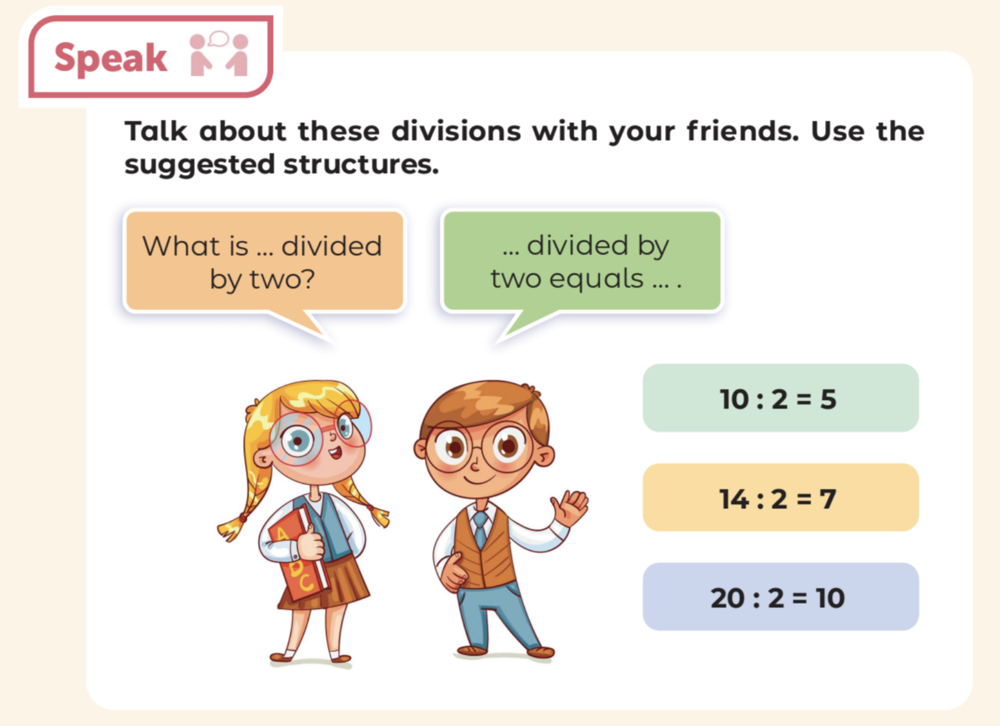 Speak
Talk about these divisions with your friends. Use the
suggested structures.
What is ... divided
by two?
... divided by
two equals ... .
10 : 2 = 5
14 : 2 = 7
20 : 2 = 10
A
B
C